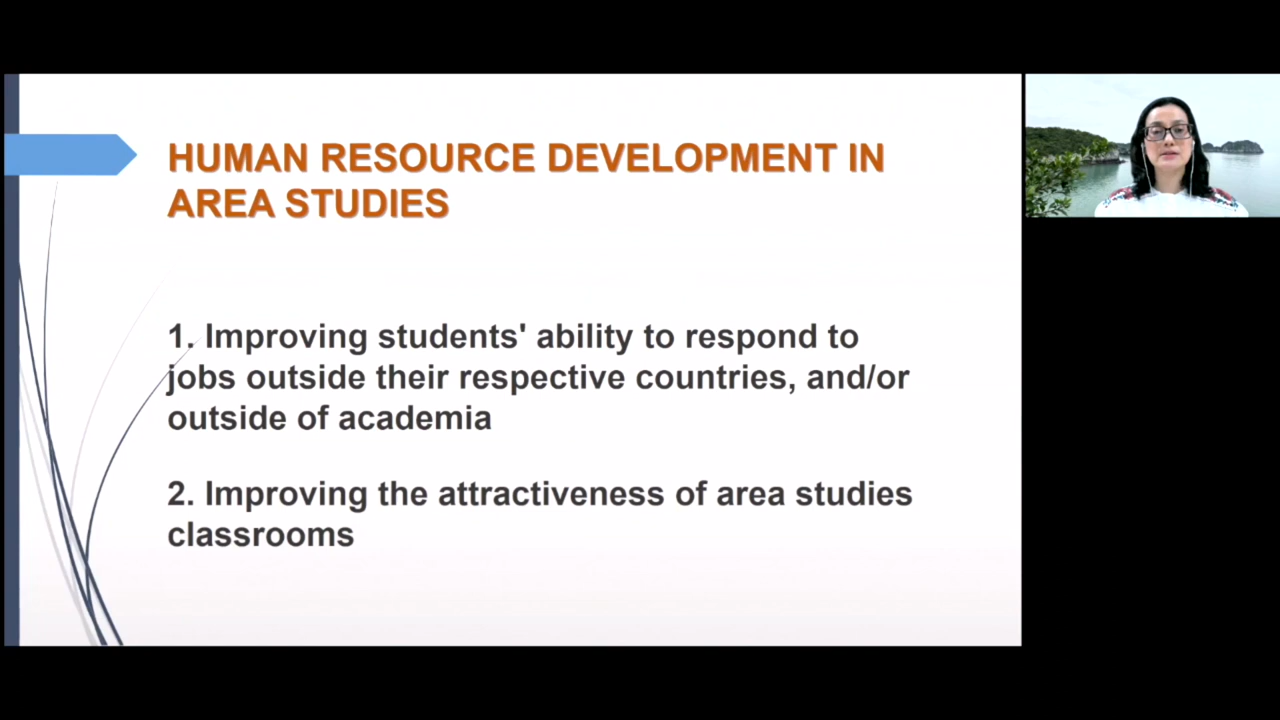 HUMAN RESOURCE DEVELOPMENT IN
AREA STUDIES
1. Improving students' ability to respond to
jobs outside their respective countries, and/or
outside of academia
2. Improving the attractiveness of area studies
classrooms